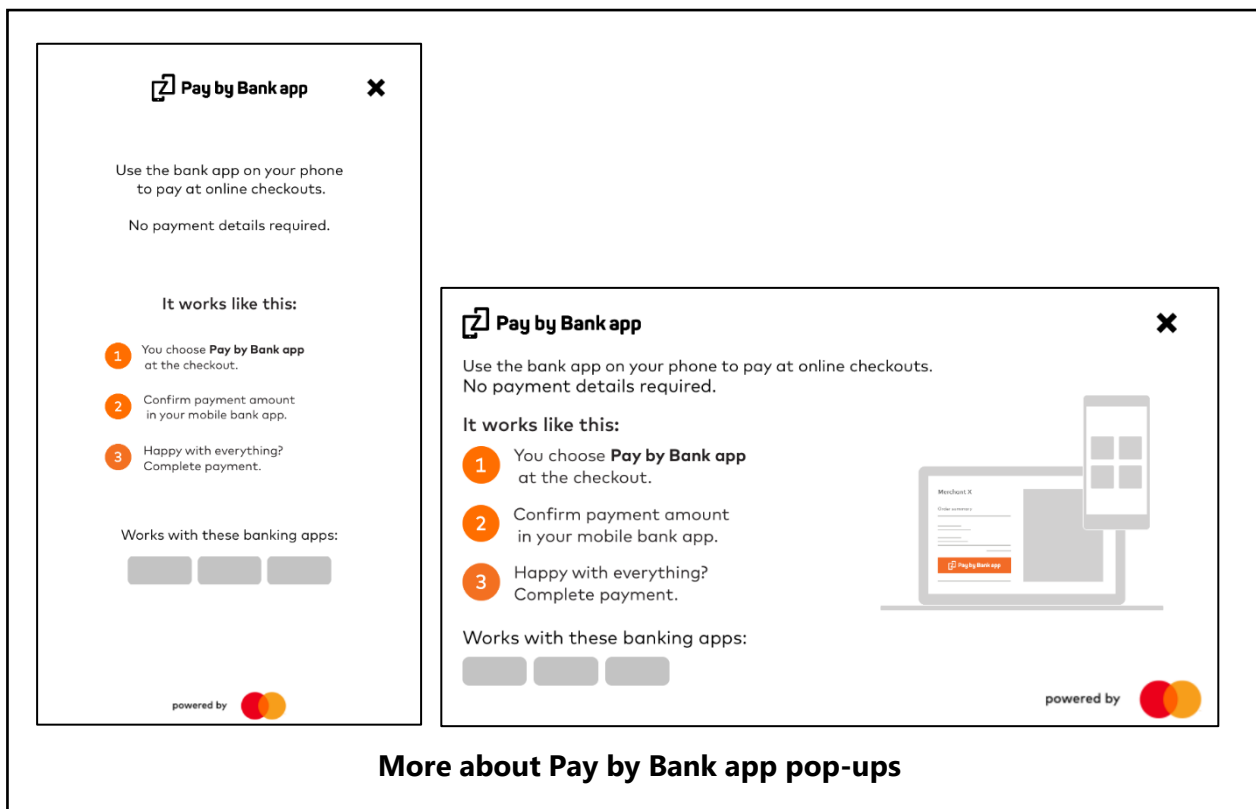 Pay by Bank app
Use the bank app on your phone
to pay at online checkouts.
No payment details required.
It works like this:
1 You choose Pay by Bank app
at the checkout.
2 Confirm payment amount
in your mobile bank app.
3 Happy with everything?
Complete payment.
Works with these banking apps:
powered by
Pay by Bank app
Use the bank app on your phone to pay at online checkouts.
No payment details required.
It works like this:
1 You choose Pay by Bank app
at the checkout.
2 Confirm payment amount
in your mobile bank app.
3 Happy with everything?
Complete payment.
Works with these banking apps:
Merchant X
Order summary
Pay by Bank app
powered by
More about Pay by Bank app pop-ups